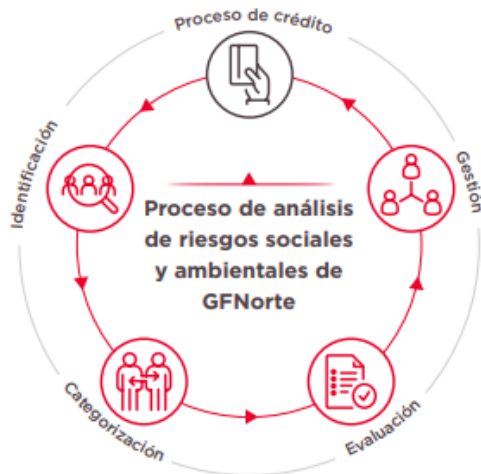 Proceso de crédito
Identificación
Gestión
Proceso de análisis
de riesgos sociales
y ambientales de
GFNorte
Categorización
Evaluación